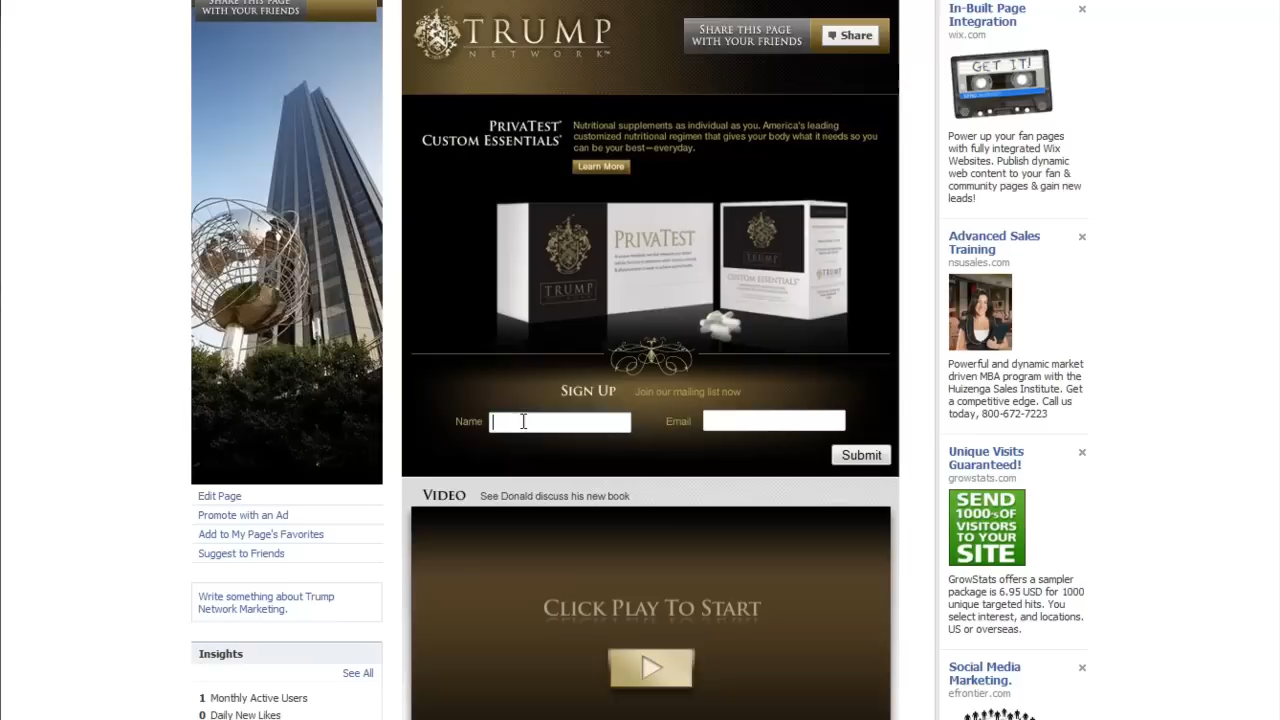 SHARE THIS PAGE
WITH YOUR FRIENDS
TRUMP
NETWORK™
SHARE THIS PAGE
WITH YOUR FRIENDS
Share
PRIVATEST®
CUSTOM ESSENTIALS®
Nutritional supplements as individual as you. America's leading
customized nutritional regimen that gives your body what it needs so you
can be your best—everyday.
Learn More
PRIVATEST
TRUMP
CUSTOM ESSENTIALS
TRUMP
SIGN UP
Join our mailing list now
Name
Email
Submit
VIDEO
See Donald discuss his new book
CLICK PLAY TO START
Edit Page
Promote with an Ad
Add to My Page's Favorites
Suggest to Friends
Write something about Trump
Network Marketing.
Insights
See All
1 Monthly Active Users
0 Daily New Likes
In-Built Page
Integration
wix.com
GET IT!
Power up your fan pages
with fully integrated Wix
Websites. Publish dynamic
web content to your fan &
community pages & gain new
leads!
Advanced Sales
Training
nsusales.com
Powerful and dynamic market
driven MBA program with the
Huizenga Sales Institute. Get
a competitive edge. Call us
today, 800-672-7223
Unique Visits
Guaranteed!
growstats.com
SEND
1000'S OF
VISITORS
TO YOUR
SITE
GrowStats offers a sampler
package is 6.95 USD for 1000
unique targeted hits. You
select interest, and locations.
US or overseas.
Social Media
Marketing.
efrontier.com